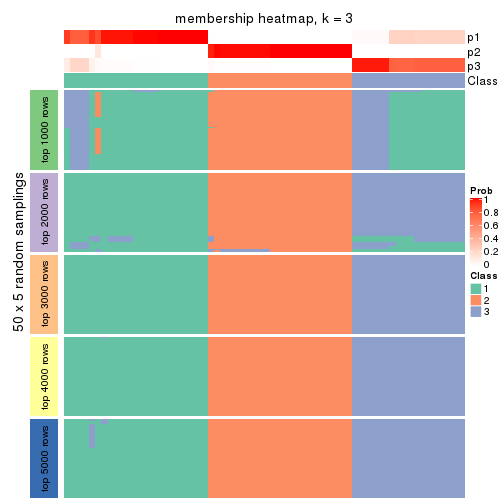 membership heatmap, k = 3
p1
p2
p3
Class
50 x 5 random samplings
top 1000 rows
top 2000 rows
top 3000 rows
top 4000 rows
top 5000 rows
Prob
1
0.8
0.6
0.4
0.2
0
Class
1
2
3